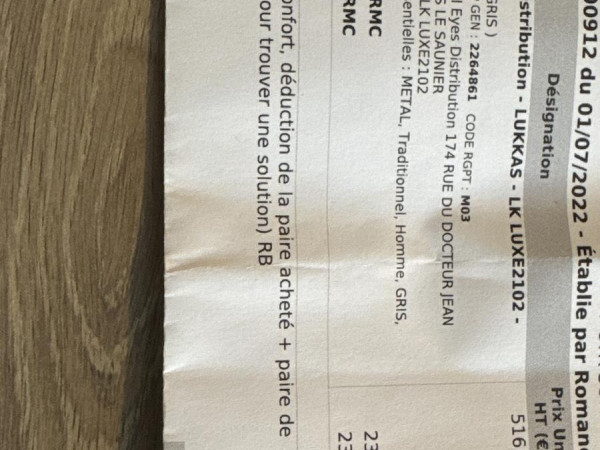 00912 du 01/07/2022 - Établie par Romane
Désignation
Prix Un
HT (€
stribution - LUKKAS - LK LUXE2102 -
516
GRIS )
GEN : 2264861 CODE RGPT : M03
l Eyes Distribution 174 RUE DU DOCTEUR JEAN
S LE SAUNIER
LK LUXE2102
entielles : METAL, Traditionnel, Homme, GRIS,
RMC
23
RMC
23
onfort, déduction de la paire acheté + paire de
our trouver une solution) RB